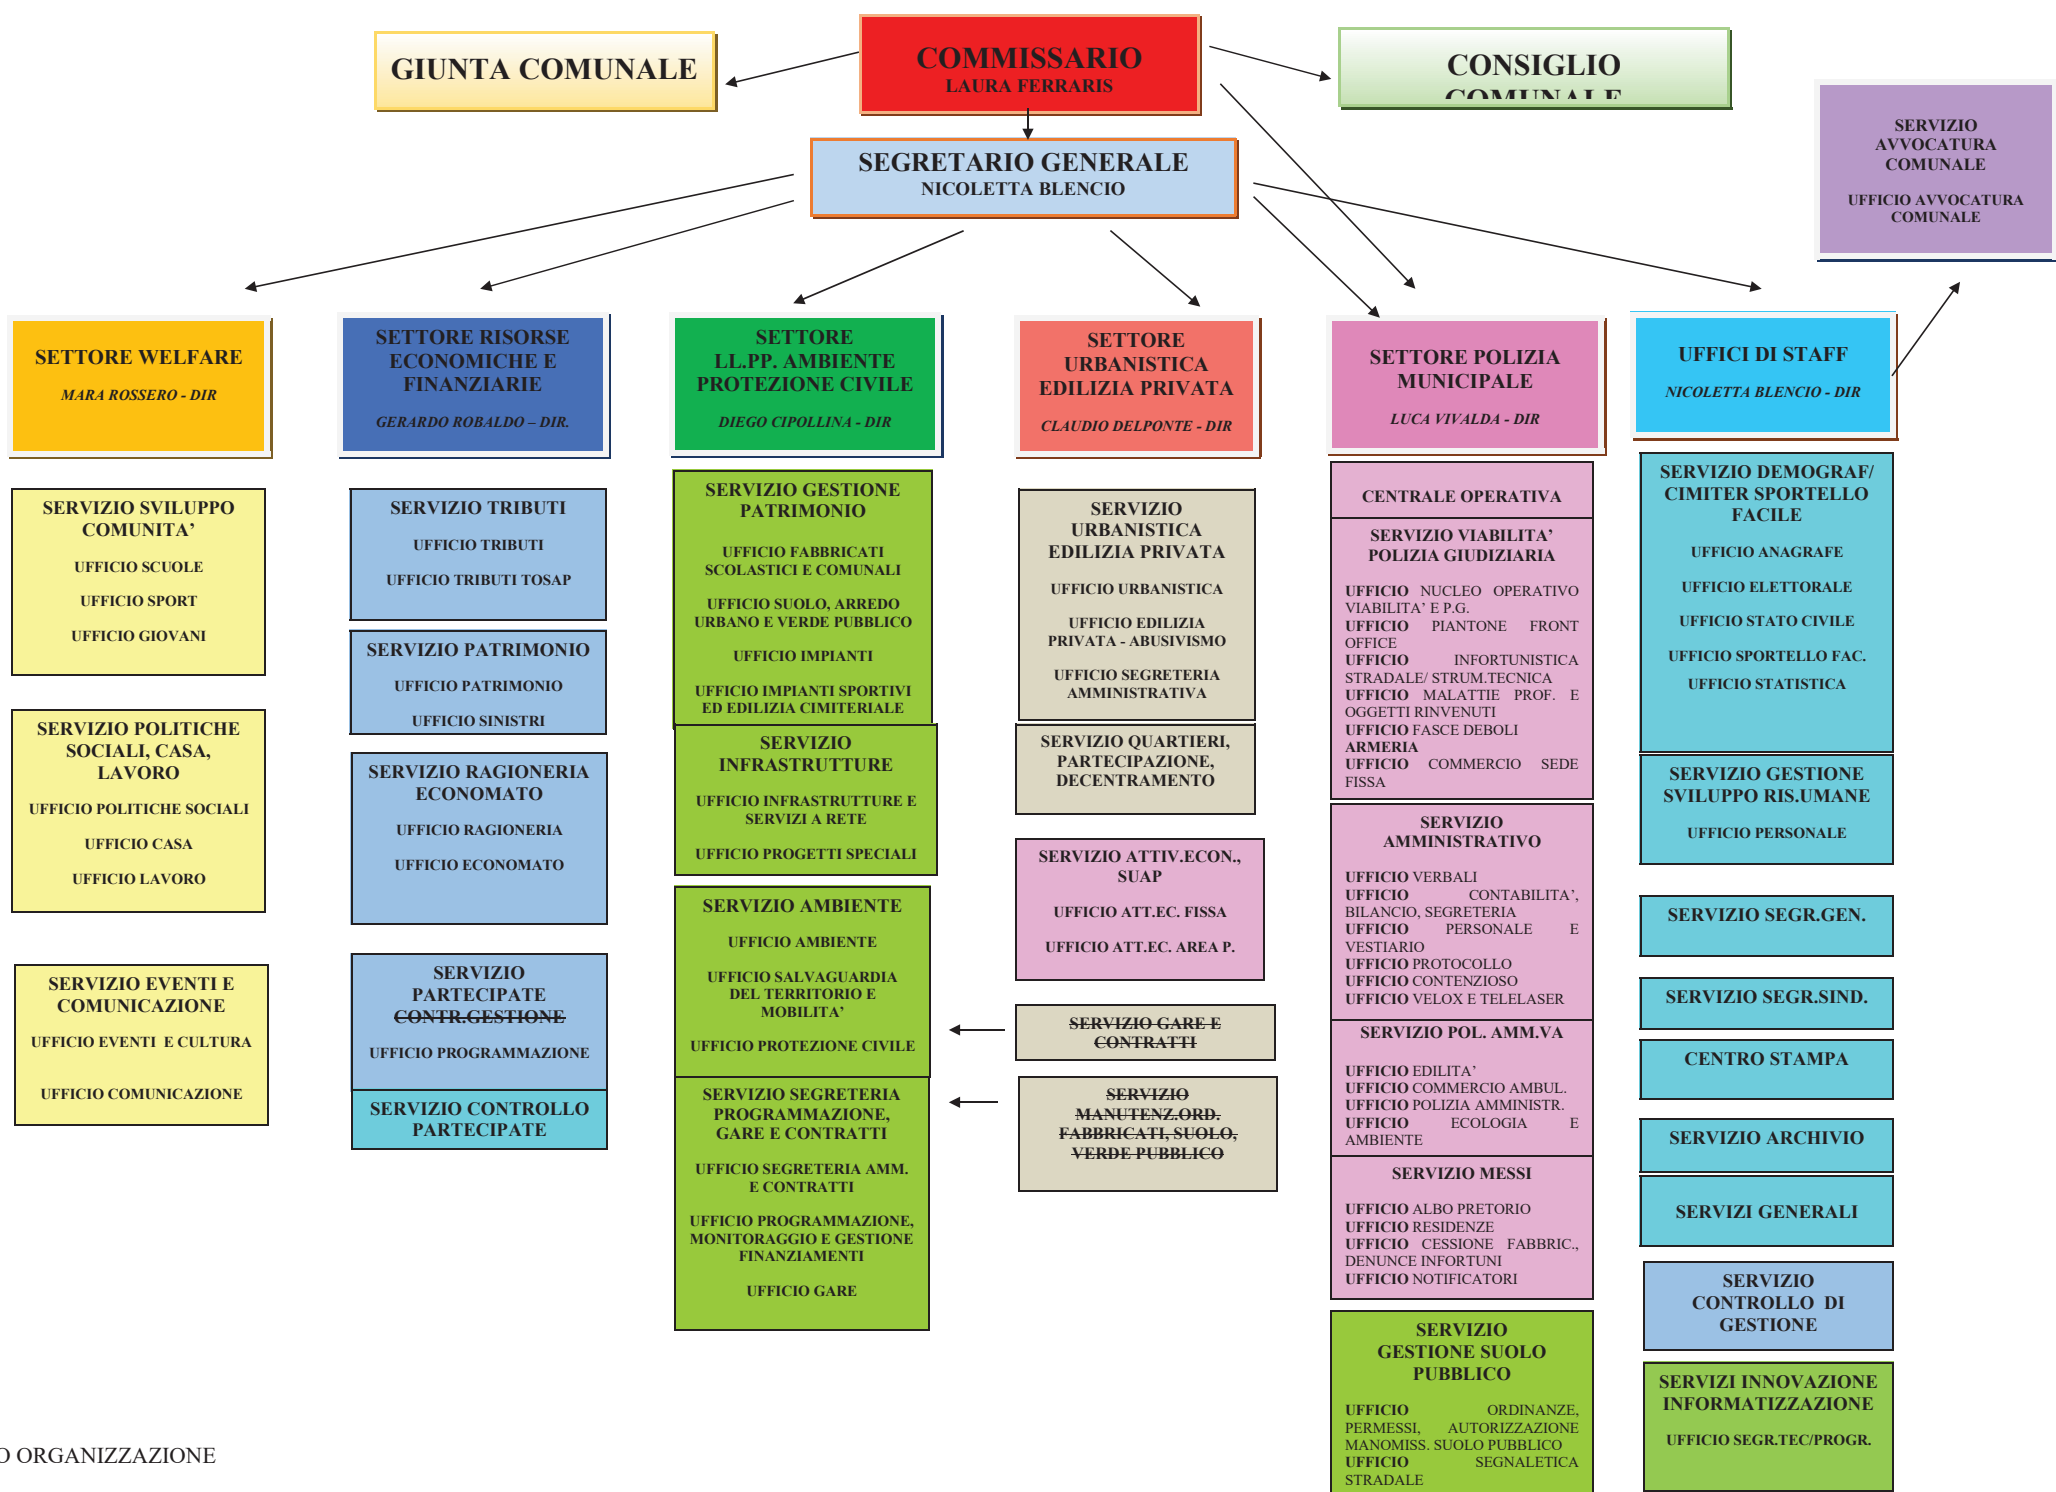 GIUNTA COMUNALE
COMMISSARIO
LAURA FERRARIS
CONSIGLIO
COMUNALE
SEGRETARIO GENERALE
NICOLETTA BLENCIO
SERVIZIO
AVVOCATURA
COMUNALE
UFFICIO AVVOCATURA
COMUNALE
SETTORE WELFARE
MARA ROSSERO - DIR
SERVIZIO SVILUPPO
COMUNITA’
UFFICIO SCUOLE
UFFICIO SPORT
UFFICIO GIOVANI
SERVIZIO POLITICHE
SOCIALI, CASA,
LAVORO
UFFICIO POLITICHE SOCIALI
UFFICIO CASA
UFFICIO LAVORO
SERVIZIO EVENTI E
COMUNICAZIONE
UFFICIO EVENTI E CULTURA
UFFICIO COMUNICAZIONE
SETTORE RISORSE
ECONOMICHE E
FINANZIARIE
GERARDO ROBALDO – DIR.
SERVIZIO TRIBUTI
UFFICIO TRIBUTI
UFFICIO TRIBUTI TOSAP
SERVIZIO PATRIMONIO
UFFICIO PATRIMONIO
UFFICIO SINISTRI
SERVIZIO RAGIONERIA
ECONOMATO
UFFICIO RAGIONERIA
UFFICIO ECONOMATO
SERVIZIO
PARTECIPATE
CONTR.GESTIONE
UFFICIO PROGRAMMAZIONE
SERVIZIO CONTROLLO
PARTECIPATE
SETTORE
LL.PP. AMBIENTE
PROTEZIONE CIVILE
DIEGO CIPOLLINA - DIR
SERVIZIO GESTIONE
PATRIMONIO
UFFICIO FABBRICATI
SCOLASTICI E COMUNALI
UFFICIO SUOLO, ARREDO
URBANO E VERDE PUBBLICO
UFFICIO IMPIANTI
UFFICIO IMPIANTI SPORTIVI
ED EDILIZIA CIMITERIALE
SERVIZIO
INFRASTRUTTURE
UFFICIO INFRASTRUTTURE E
SERVIZI A RETE
UFFICIO PROGETTI SPECIALI
SERVIZIO AMBIENTE
UFFICIO AMBIENTE
UFFICIO SALVAGUARDIA
DEL TERRITORIO E
MOBILITA’
UFFICIO PROTEZIONE CIVILE
SERVIZIO SEGRETERIA
PROGRAMMAZIONE,
GARE E CONTRATTI
UFFICIO SEGRETERIA AMM.
E CONTRATTI
UFFICIO PROGRAMMAZIONE,
MONITORAGGIO E GESTIONE
FINANZIAMENTI
UFFICIO GARE
SETTORE
URBANISTICA
EDILIZIA PRIVATA
CLAUDIO DELPONTE - DIR
SERVIZIO
URBANISTICA
EDILIZIA PRIVATA
UFFICIO URBANISTICA
UFFICIO EDILIZIA
PRIVATA - ABUSIVISMO
UFFICIO SEGRETERIA
AMMINISTRATIVA
SERVIZIO QUARTIERI,
PARTECIPAZIONE,
DECENTRAMENTO
SERVIZIO ATTIV.ECON.,
SUAP
UFFICIO ATT.EC. FISSA
UFFICIO ATT.EC. AREA P.
SERVIZIO GARE E
CONTRATTI
SERVIZIO
MANUTENZ.ORD.
FABBRICATI, SUOLO,
VERDE PUBBLICO
SETTORE POLIZIA
MUNICIPALE
LUCA VIVALDA - DIR
CENTRALE OPERATIVA
SERVIZIO VIABILITA’
POLIZIA GIUDIZIARIA
UFFICIO NUCLEO OPERATIVO
VIABILITA’ E P.G.
UFFICIO PIANTONE FRONT
OFFICE
UFFICIO INFORTUNISTICA
STRADALE/ STRUM.TECNICA
UFFICIO MALATTIE PROF. E
OGGETTI RINVENUTI
UFFICIO FASCE DEBOLI
ARMERIA
UFFICIO COMMERCIO SEDE
FISSA
SERVIZIO
AMMINISTRATIVO
UFFICIO VERBALI
UFFICIO CONTABILITA’,
BILANCIO, SEGRETERIA
UFFICIO PERSONALE E
VESTIARIO
UFFICIO PROTOCOLLO
UFFICIO CONTENZIOSO
UFFICIO VELOX E TELELASER
SERVIZIO POL. AMM.VA
UFFICIO EDILITA’
UFFICIO COMMERCIO AMBUL.
UFFICIO POLIZIA AMMINISTR.
UFFICIO ECOLOGIA E
AMBIENTE
SERVIZIO MESSI
UFFICIO ALBO PRETORIO
UFFICIO RESIDENZE
UFFICIO CESSIONE FABBRIC.,
DENUNCE INFORTUNI
UFFICIO NOTIFICATORI
SERVIZIO
GESTIONE SUOLO
PUBBLICO
UFFICIO ORDINANZE,
PERMESSI, AUTORIZZAZIONE
MANOMISS. SUOLO PUBBLICO
UFFICIO SEGNALETICA
STRADALE
UFFICI DI STAFF
NICOLETTA BLENCIO - DIR
SERVIZIO DEMOGRAF/
CIMITER SPORTELLO
FACILE
UFFICIO ANAGRAFE
UFFICIO ELETTORALE
UFFICIO STATO CIVILE
UFFICIO SPORTELLO FAC.
UFFICIO STATISTICA
SERVIZIO GESTIONE
SVILUPPO RIS.UMANE
UFFICIO PERSONALE
SERVIZIO SEGR.GEN.
SERVIZIO SEGR.SIND.
CENTRO STAMPA
SERVIZIO ARCHIVIO
SERVIZI GENERALI
SERVIZIO
CONTROLLO DI
GESTIONE
SERVIZI INNOVAZIONE
INFORMATIZZAZIONE
UFFICIO SEGR.TEC/PROGR.
O ORGANIZZAZIONE